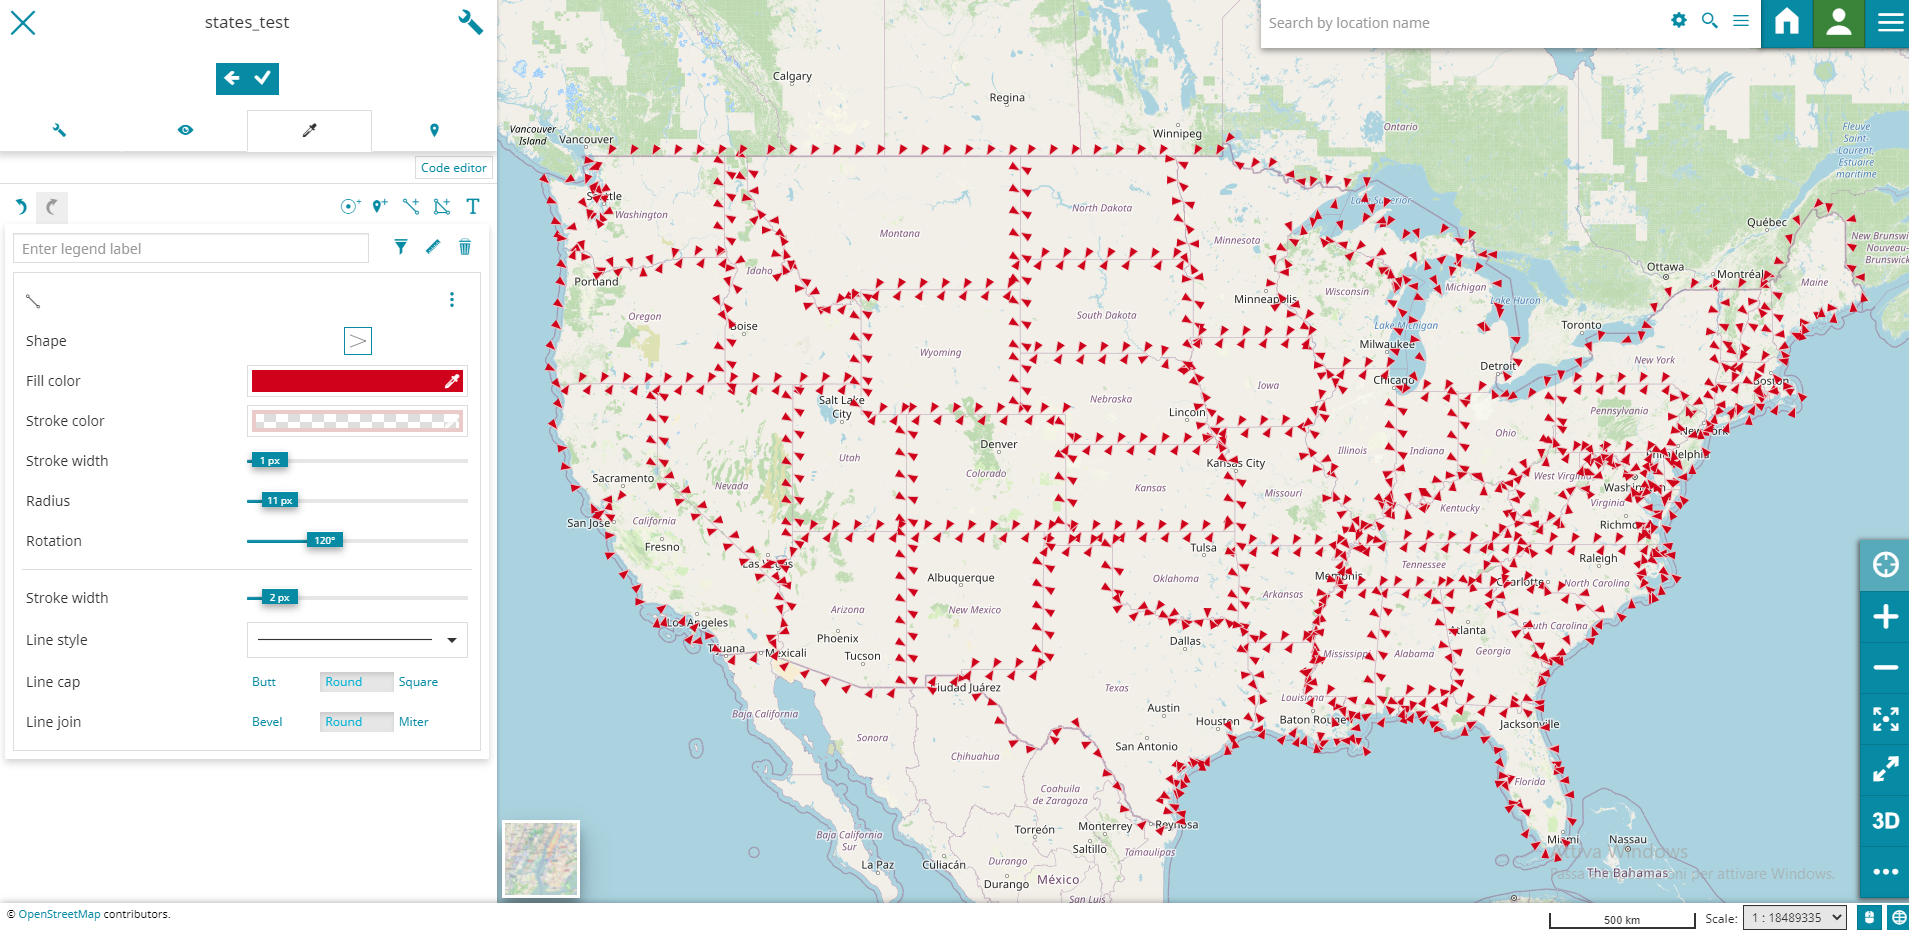 states_test
Code editor
Enter legend label
Shape
Fill color
Stroke color
Stroke width
1 px
Radius
11 px
Rotation
120°
Stroke width
2 px
Line style
Line cap
Butt
Round
Square
Line join
Bevel
Round
Miter
© OpenStreetMap contributors.
Search by location name
Calgary
Regina
Winnipeg
Ontario
Fleuve
Saint-
Laurent,
Estuaire
maritime
Vancouver
Island
Vancouver
Seattle
Washington
Montana
North Dakota
Minnesota
Lake Superior
Québec
New Brunswick
Nouveau-
Brunswick
Portland
Idaho
Ottawa
Montréal
Maine
Oregon
Boise
South Dakota
Minneapolis
Wisconsin
Michigan
Lake Huron
Lake Michigan
Toronto
Wyoming
Milwaukee
Detroit
New York
Chicago
Boston
Salt Lake
City
Nebraska
Iowa
Lincoln
Pennsylvania
New York
Denver
Ohio
Utah
Colorado
Illinois
Indiana
Philadelphia
Kansas City
Sacramento
Nevada
Kansas
Missouri
West Virginia
Washington
Virginia
Kentucky
San Jose
California
Fresno
Las Vegas
Tulsa
Raleigh
Albuquerque
Oklahoma
Memphis
Tennessee
Charlotte
North Carolina
Arkansas
Arizona
New Mexico
Los Angeles
Phoenix
Dallas
Atlanta
South Carolina
Tijuana
Mexicali
Tucson
Mississippi
Alabama
Georgia
Ciudad Juárez
Texas
Louisiana
Baja California
Austin
Houston
Baton Rouge
Jacksonville
Sonora
San Antonio
Chihuahua
Coahuila
de Zaragoza
Florida
Baja California
Sur
Torreón
Monterrey
Reynosa
Saltillo
Tamaulipas
Miami
Nassau
La Paz
Culiacán
Durango
Durango
México
The Bahamas
San Luis
Activa Windows
3D
500 km
Scale:
1 : 18489335